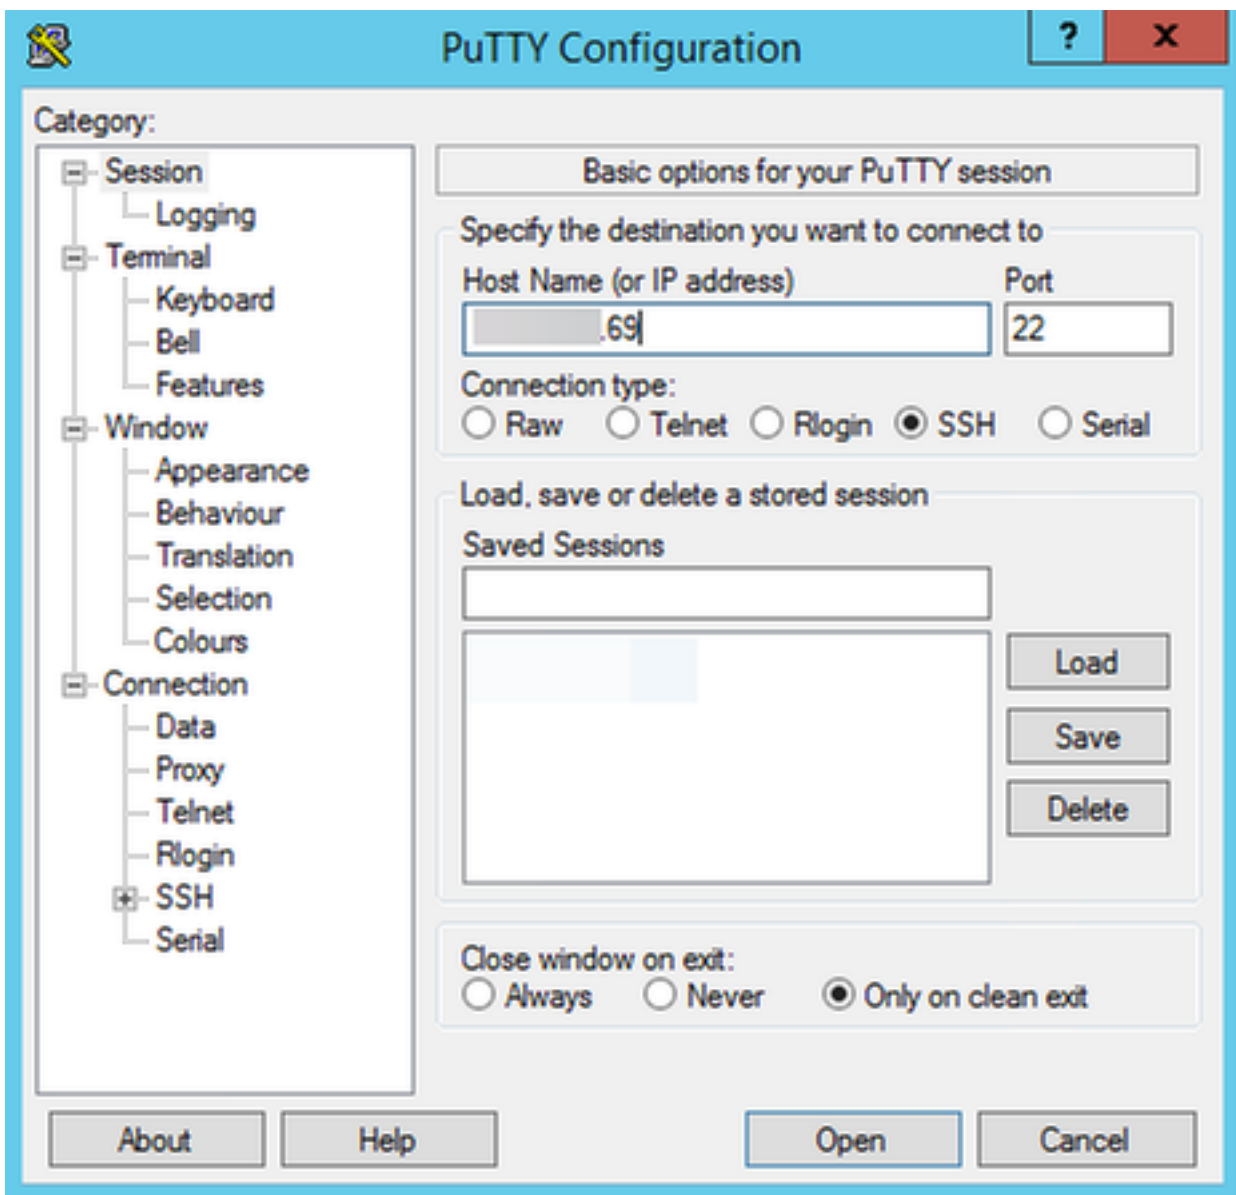 PuTTY Configuration
?
x
Category:
Session
Logging
Terminal
Keyboard
Bell
Features
Window
Appearance
Behaviour
Translation
Selection
Colours
Connection
Data
Proxy
Telnet
Rlogin
SSH
Serial
Basic options for your PuTTY session
Specify the destination you want to connect to
Host Name (or IP address) Port
.69 22
Connection type:
Raw Telnet Rlogin SSH Serial
Load, save or delete a stored session
Saved Sessions
Load
Save
Delete
Close window on exit:
Always Never Only on clean exit
About Help Open Cancel